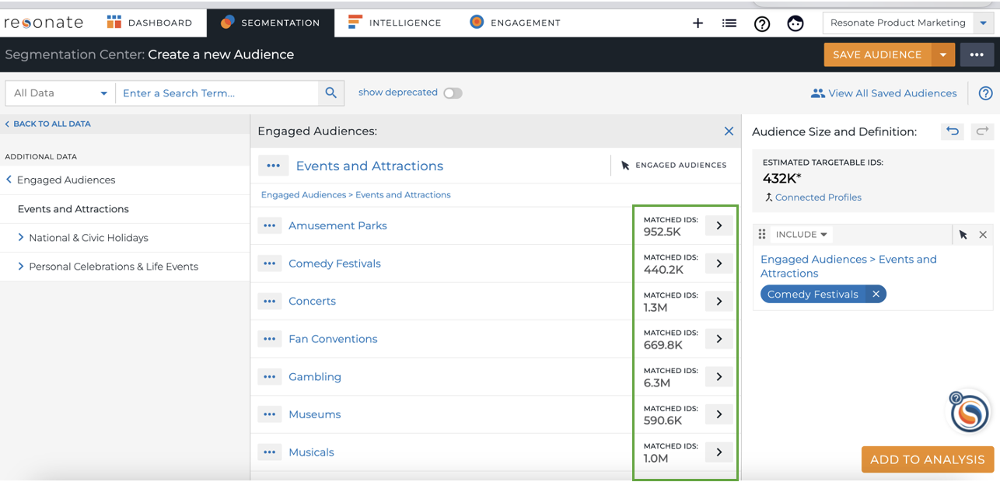 resonate
DASHBOARD
SEGMENTATION
INTELLIGENCE
ENGAGEMENT
Resonate Product Marketing
Segmentation Center: Create a new Audience
SAVE AUDIENCE
All Data
Enter a Search Term...
show deprecated
View All Saved Audiences
BACK TO ALL DATA
ADDITIONAL DATA
Engaged Audiences
Events and Attractions
National & Civic Holidays
Personal Celebrations & Life Events
Engaged Audiences:
Events and Attractions
ENGAGED AUDIENCES
Engaged Audiences > Events and Attractions
Amusement Parks
MATCHED IDS:
952.5K
Comedy Festivals
MATCHED IDS:
440.2K
Concerts
MATCHED IDS:
1.3M
Fan Conventions
MATCHED IDS:
669.8K
Gambling
MATCHED IDS:
6.3M
Museums
MATCHED IDS:
590.6K
Musicals
MATCHED IDS:
1.0M
Audience Size and Definition:
ESTIMATED TARGETABLE IDS:
432K*
Connected Profiles
INCLUDE
Engaged Audiences > Events and
Attractions
Comedy Festivals
ADD TO ANALYSIS